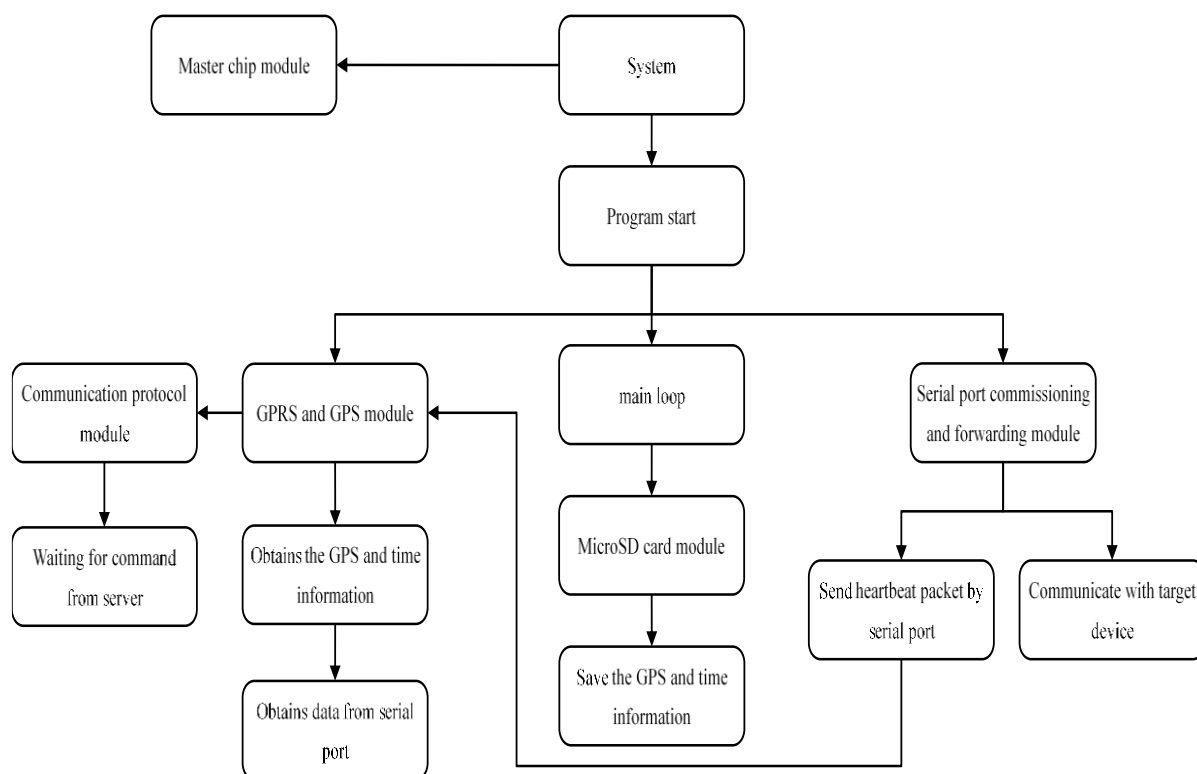 Master chip module
System
Program start
Communication protocol
module
GPRS and GPS module
main loop
Serial port commissioning
and forwarding module
Waiting for command
from server
Obtains the GPS and time
information
MicroSD card module
Send heartbeat packet by
serial port
Communicate with target
device
Obtains data from serial
port
Save the GPS and time
information